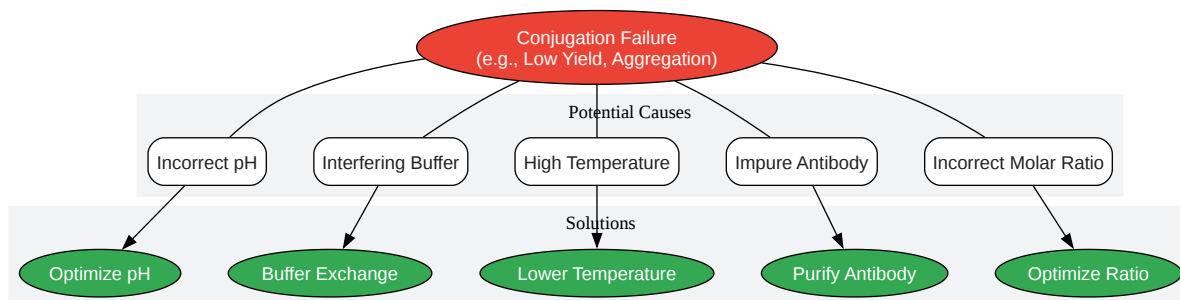 Conjugation Failure
(e.g., Low Yield, Aggregation)
Potential Causes
Incorrect pH
Interfering Buffer
High Temperature
Impure Antibody
Incorrect Molar Ratio
Solutions
Optimize pH
Buffer Exchange
Lower Temperature
Purify Antibody
Optimize Ratio